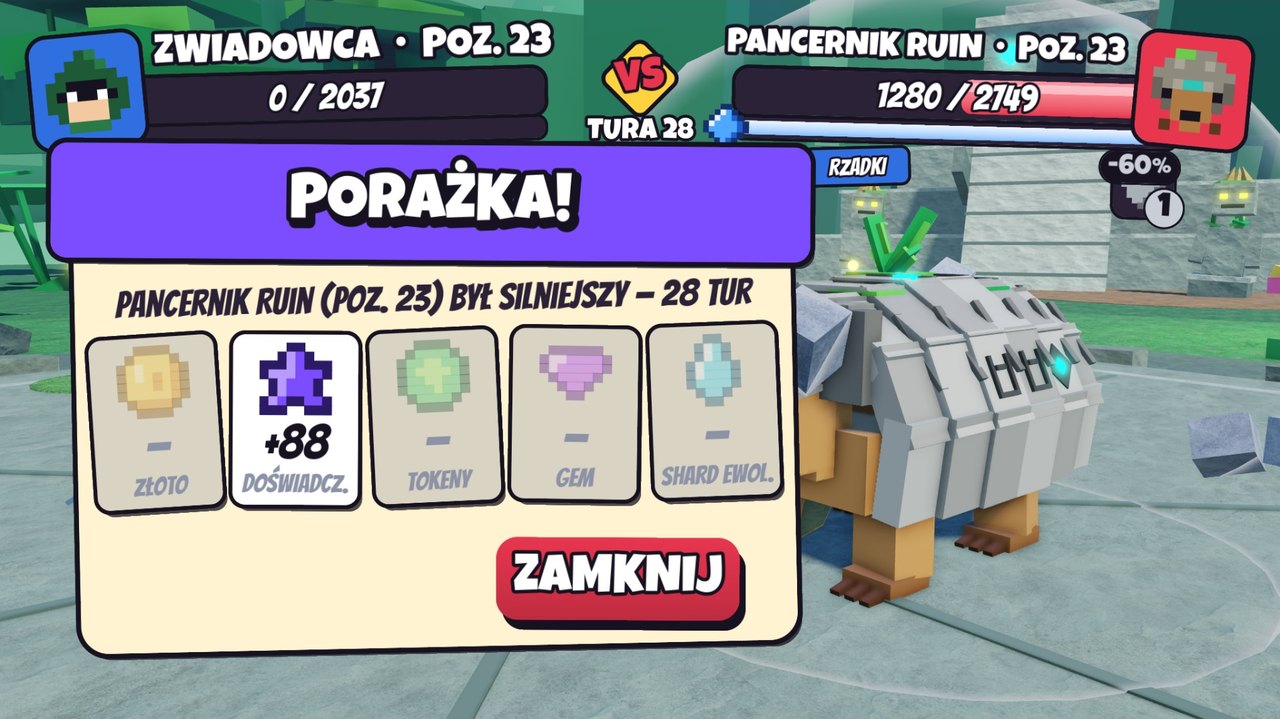 ZWIADOWCA • POZ. 23
0 / 2037
VS
TURA 28
PANCERNIK RUIN • POZ. 23
1280 / 2749
RZADKI
-60%
1
PORAŻKA!
PANCERNIK RUIN (POZ. 23) BYŁ SILNIEJSZY – 28 TUR
–
ZŁOTO
+88
DOŚWIADCZ.
–
TOKENY
–
GEM
–
SHARD EWOL.
ZAMKNIJ